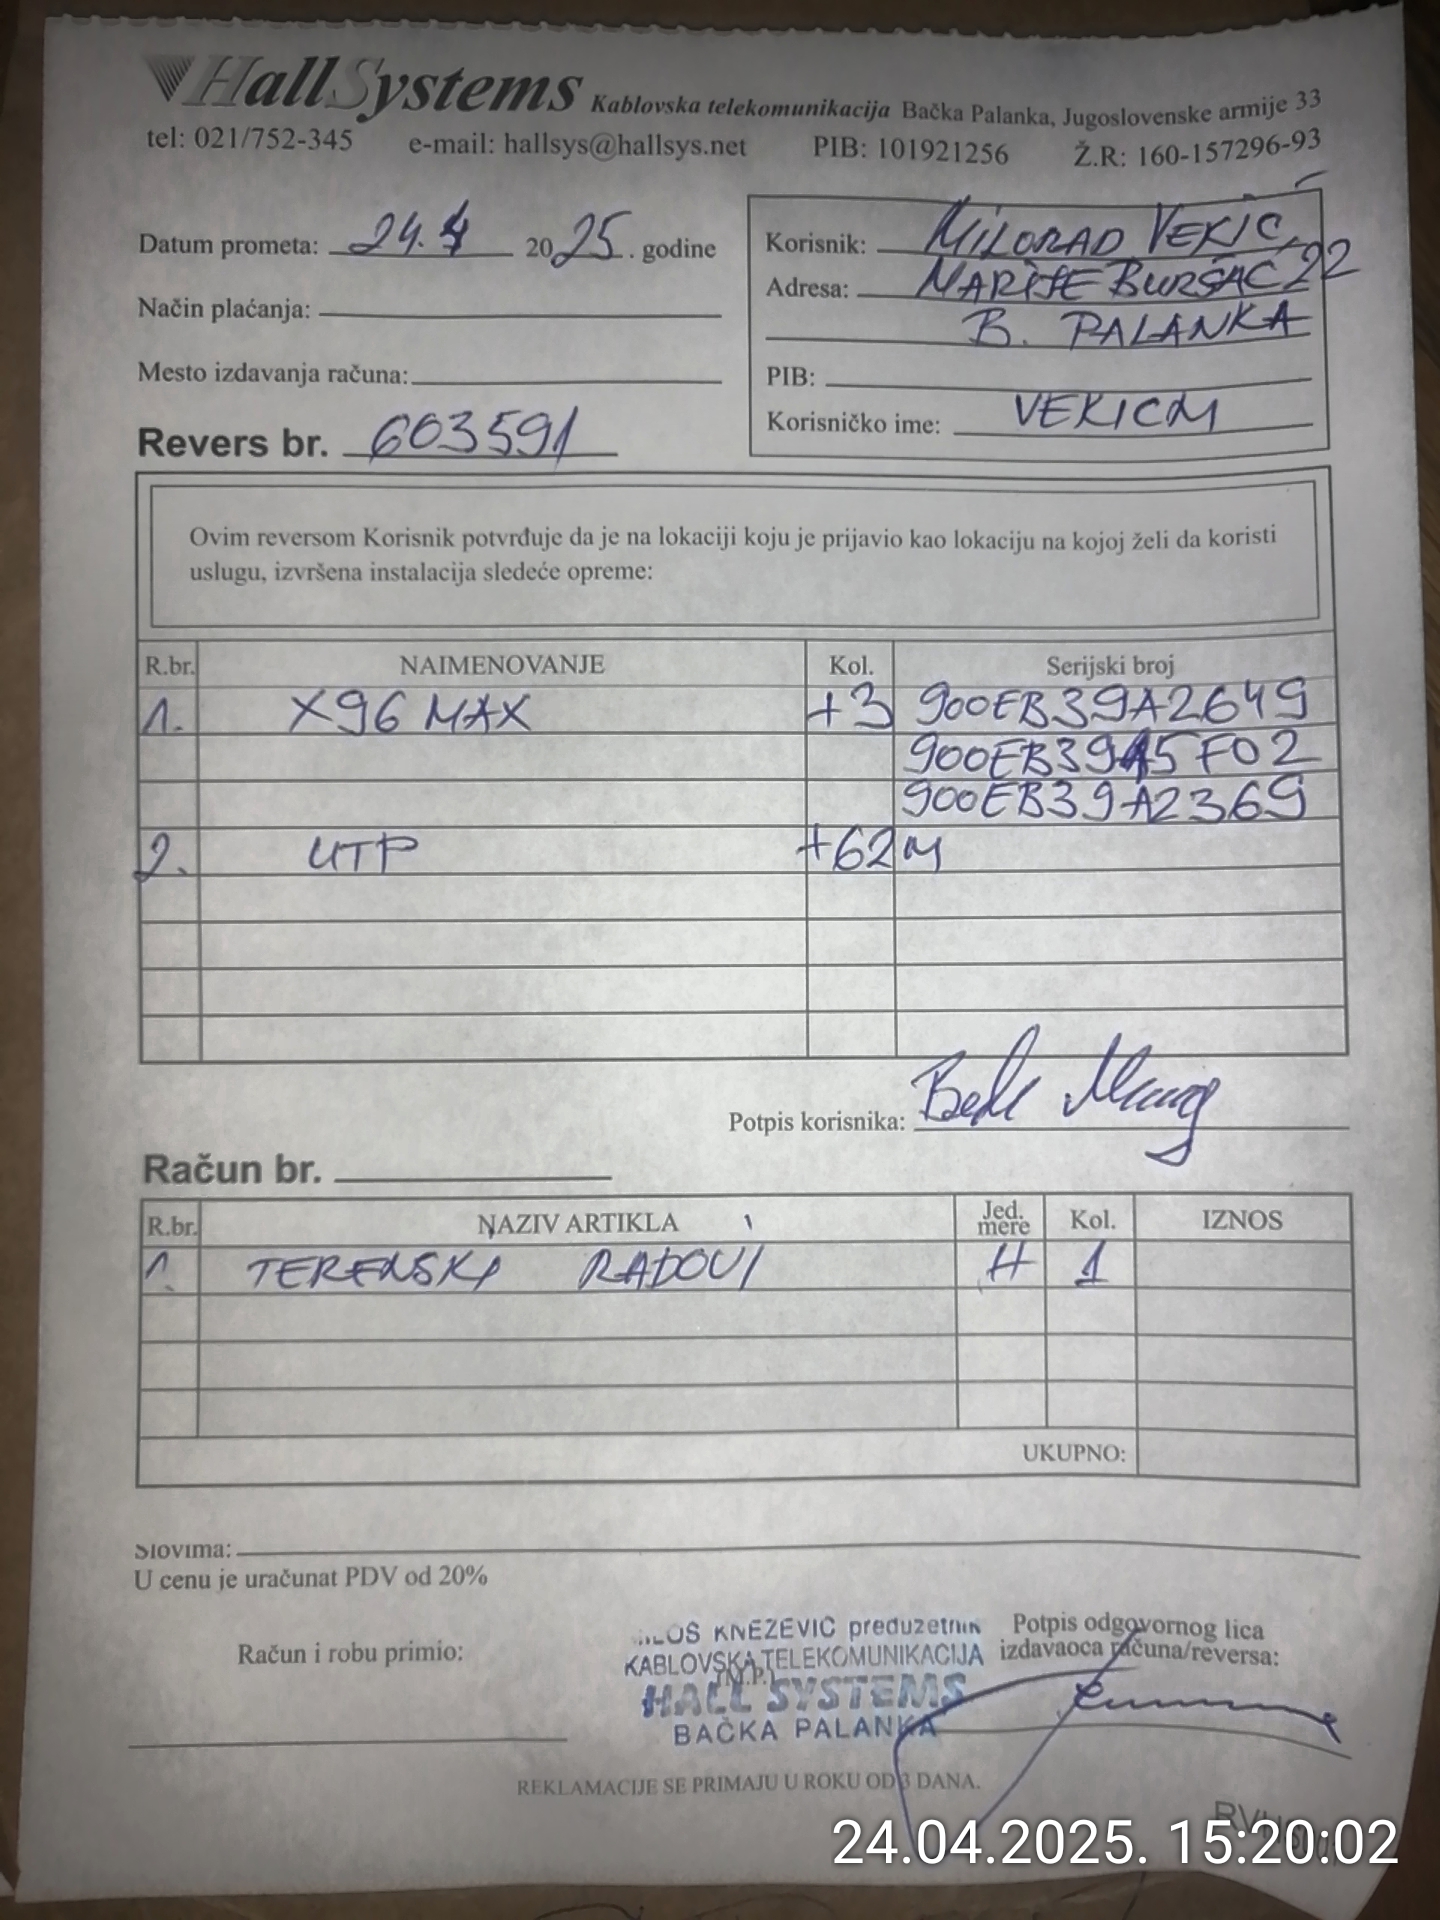 HallSystems Kablovska telekomunikacija Bačka Palanka, Jugoslovenske armije 33
tel: 021/752-345 e-mail: hallsys@hallsys.net PIB: 101921256 Ž.R: 160-157296-93
Datum prometa: 24.4 2025. godine
Način plaćanja:
Mesto izdavanja računa:
Revers br. 603591
Korisnik: MILORAD VEKIĆ
Adresa: MARIJE BURSAĆ 22
B. PALANKA
PIB:
Korisničko ime: VEKICM
Ovim reversom Korisnik potvrđuje da je na lokaciji koju je prijavio kao lokaciju na kojoj želi da koristi
uslugu, izvršena instalacija sledeće opreme:
R.br. NAIMENOVANJE Kol. Serijski broj
1. X96 MAX +3 900EB39A2649
900EB39A5F02
900EB39A2369
2. UTP +62m
Potpis korisnika:
Račun br.
R.br. NAZIV ARTIKLA Jed. mere Kol. IZNOS
1. TERENSKI RADOVI H 1
UKUPNO:
Slovima:
U cenu je uračunat PDV od 20%
Račun i robu primio:
KNEŽEVIĆ preduzetnik
KABLOVSKA TELEKOMUNIKACIJA
(M.P.)
HALL SYSTEMS
BAČKA PALANKA
Potpis odgovornog lica
izdavaoca računa/reversa:
REKLAMACIJE SE PRIMAJU U ROKU OD 3 DANA.
24.04.2025. 15:20:02